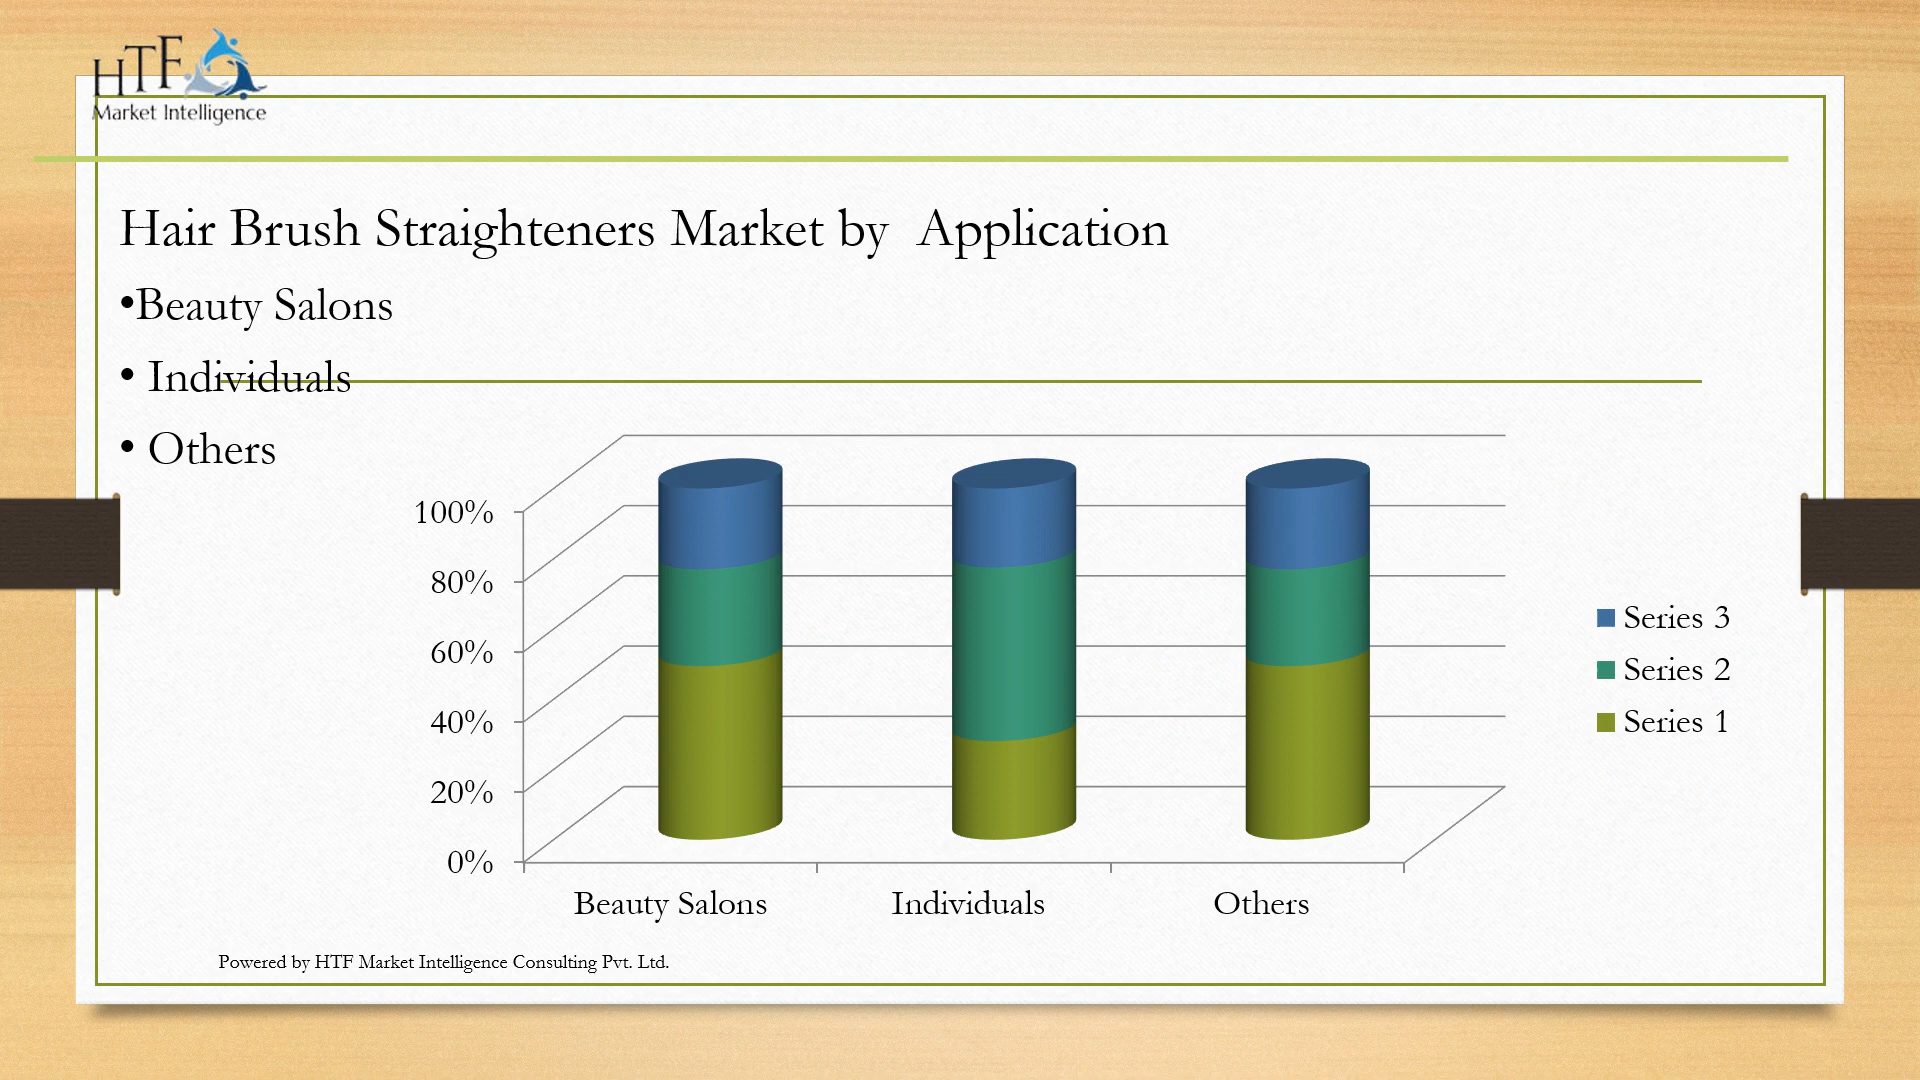 HTF
Market Intelligence
Hair Brush Straighteners Market by  Application
•Beauty Salons
• Individuals
• Others
100%
80%
60%
40%
20%
0%
Beauty Salons
Individuals
Others
Series 3
Series 2
Series 1
Powered by HTF Market Intelligence Consulting Pvt. Ltd.